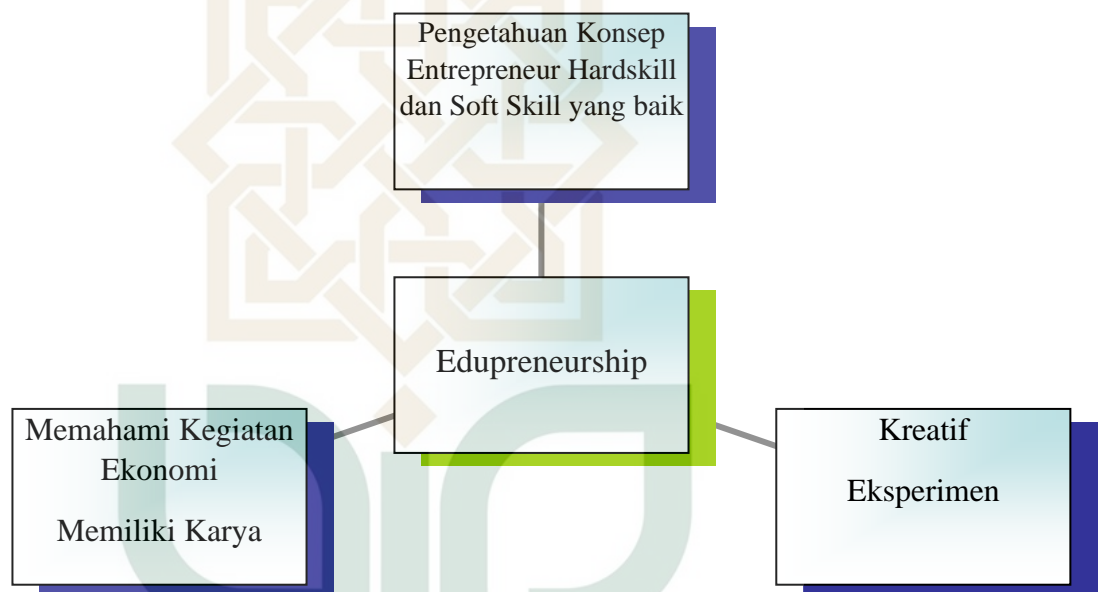 Pengetahuan Konsep
Entrepreneur Hardskill
dan Soft Skill yang baik
Edupreneurship
Memahami Kegiatan
Ekonomi
Memiliki Karya
Kreatif
Eksperimen